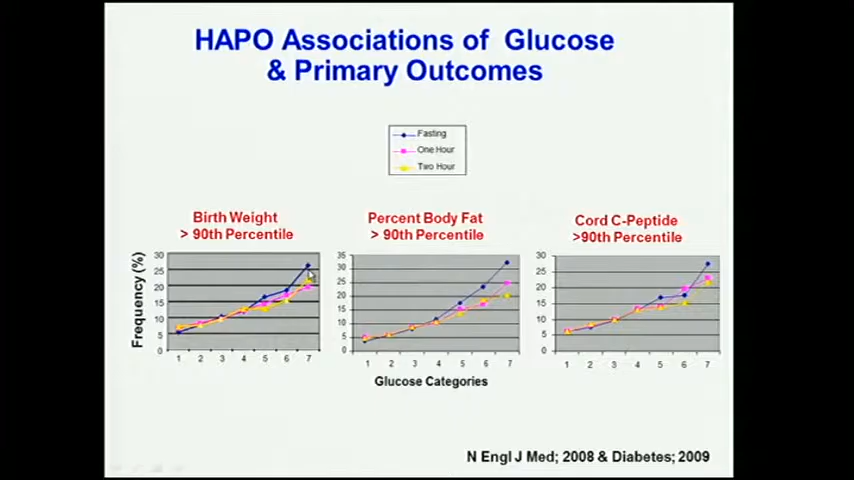 HAPO Associations of Glucose
& Primary Outcomes
Fasting
One Hour
Two Hour
Birth Weight
> 90th Percentile
Percent Body Fat
> 90th Percentile
Cord C-Peptide
>90th Percentile
Frequency (%)
30
25
20
15
10
5
0
1 2 3 4 5 6 7
35
30
25
20
15
10
5
0
1 2 3 4 5 6 7
30
25
20
15
10
5
0
1 2 3 4 5 6 7
Glucose Categories
N Engl J Med; 2008 & Diabetes; 2009